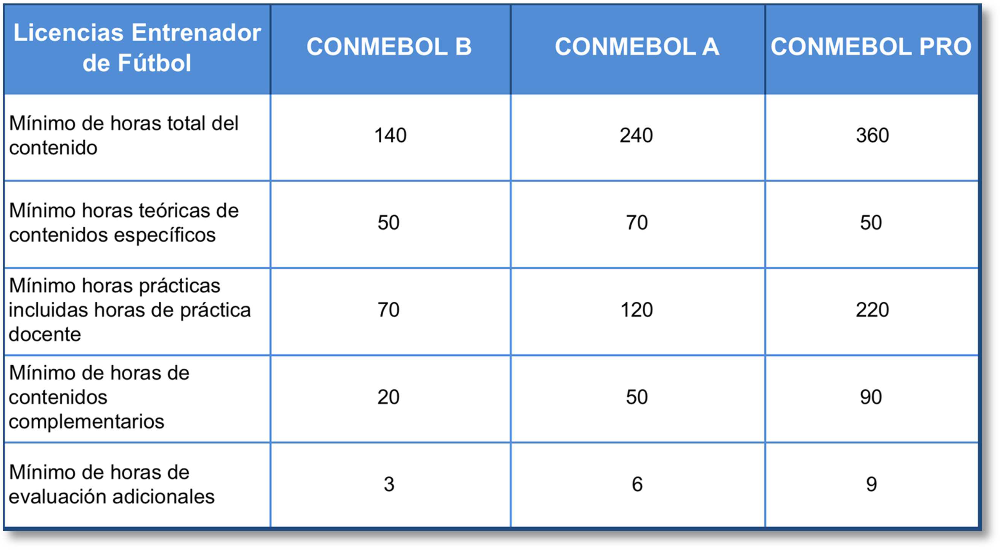 Licencias Entrenador
de Fútbol
CONMEBOL B
CONMEBOL A
CONMEBOL PRO
Mínimo de horas total del
contenido
140
240
360
Mínimo horas teóricas de
contenidos específicos
50
70
50
Mínimo horas prácticas
incluidas horas de práctica
docente
70
120
220
Mínimo de horas de
contenidos
complementarios
20
50
90
Mínimo de horas de
evaluación adicionales
3
6
9